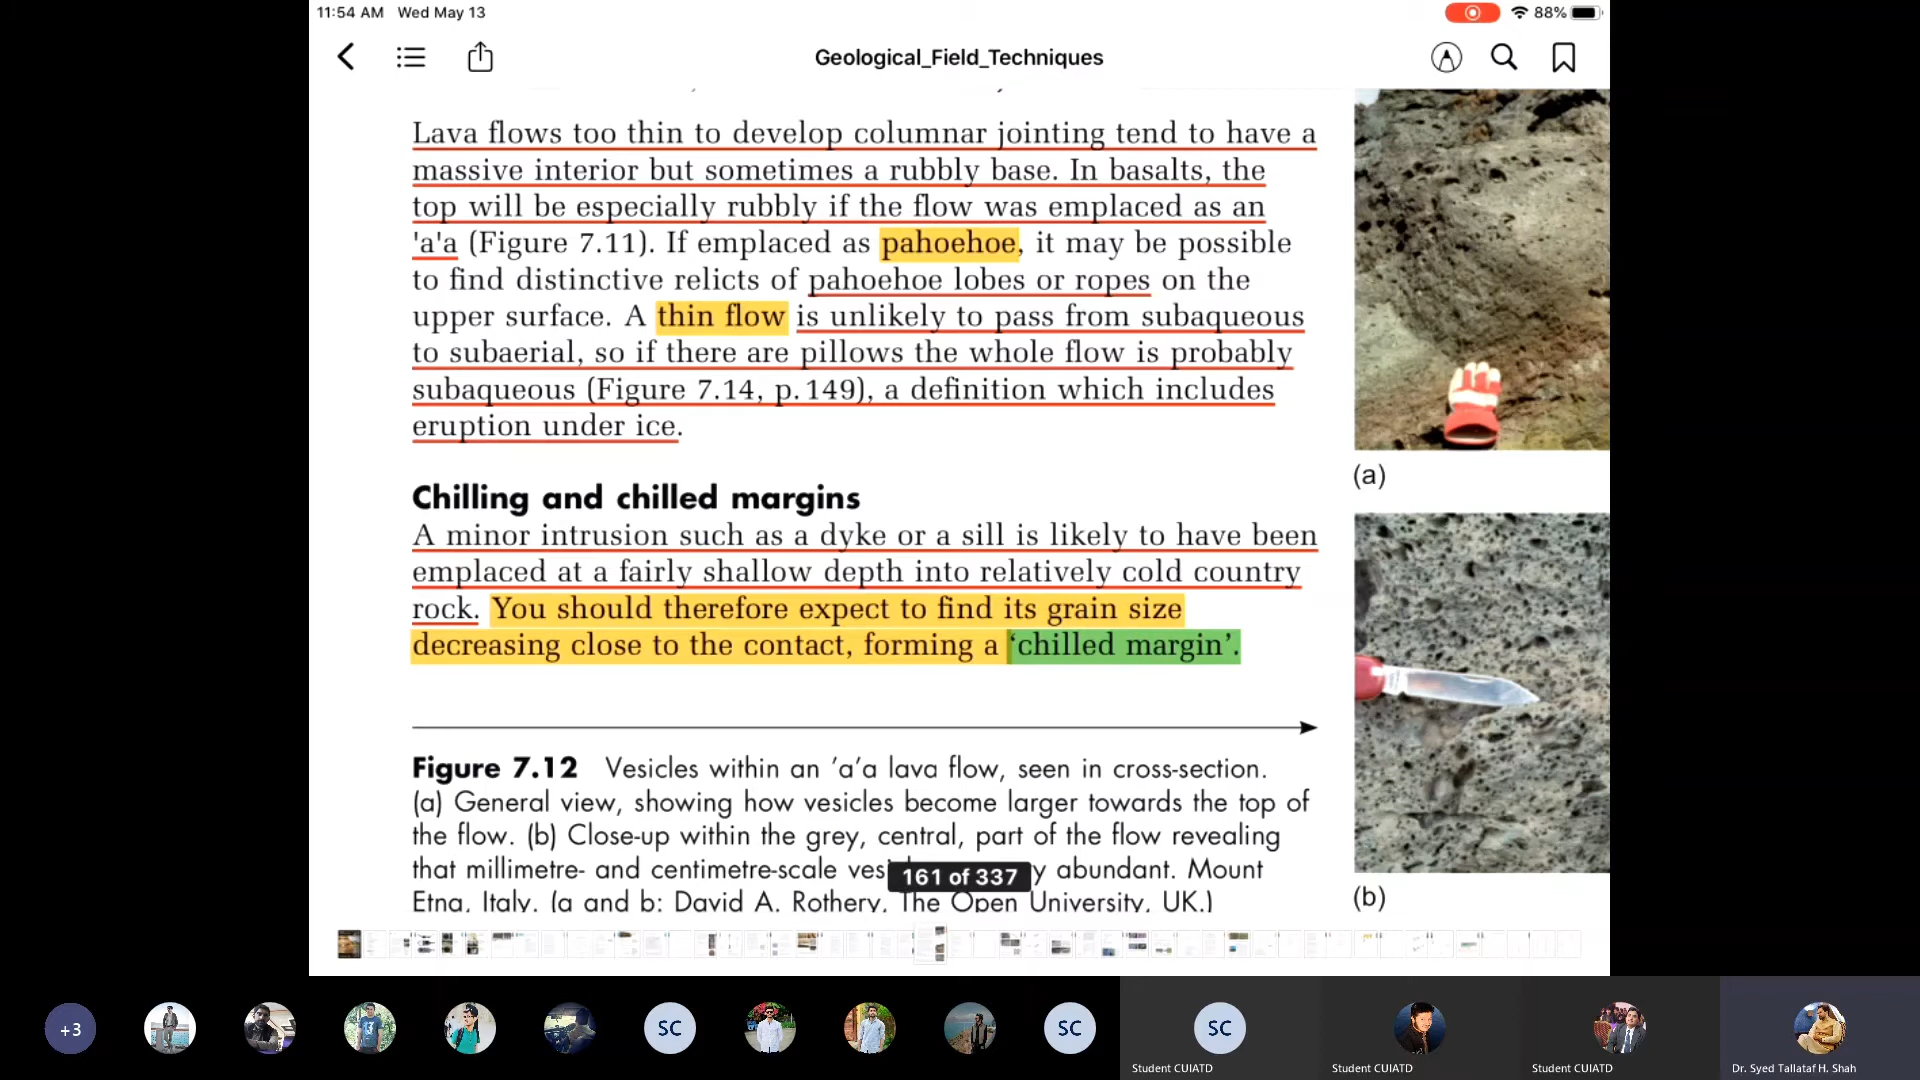 11:54 AM Wed May 13
88%
Geological_Field_Techniques
Lava flows too thin to develop columnar jointing tend to have a
massive interior but sometimes a rubbly base. In basalts, the
top will be especially rubbly if the flow was emplaced as an
'a'a (Figure 7.11). If emplaced as pahoehoe, it may be possible
to find distinctive relicts of pahoehoe lobes or ropes on the
upper surface. A thin flow is unlikely to pass from subaqueous
to subaerial, so if there are pillows the whole flow is probably
subaqueous (Figure 7.14, p. 149), a definition which includes
eruption under ice.
Chilling and chilled margins
A minor intrusion such as a dyke or a sill is likely to have been
emplaced at a fairly shallow depth into relatively cold country
rock. You should therefore expect to find its grain size
decreasing close to the contact, forming a ‘chilled margin’.
Figure 7.12 Vesicles within an ’a’a lava flow, seen in cross-section.
(a) General view, showing how vesicles become larger towards the top of
the flow. (b) Close-up within the grey, central, part of the flow revealing
that millimetre- and centimetre-scale ves y abundant. Mount
Etna, Italy. (a and b: David A. Rothery, The Open University, UK.)
161 of 337
(a)
(b)
+3
SC
SC
SC
Student CUIATD
Student CUIATD
Student CUIATD
Dr. Syed Tallataf H. Shah